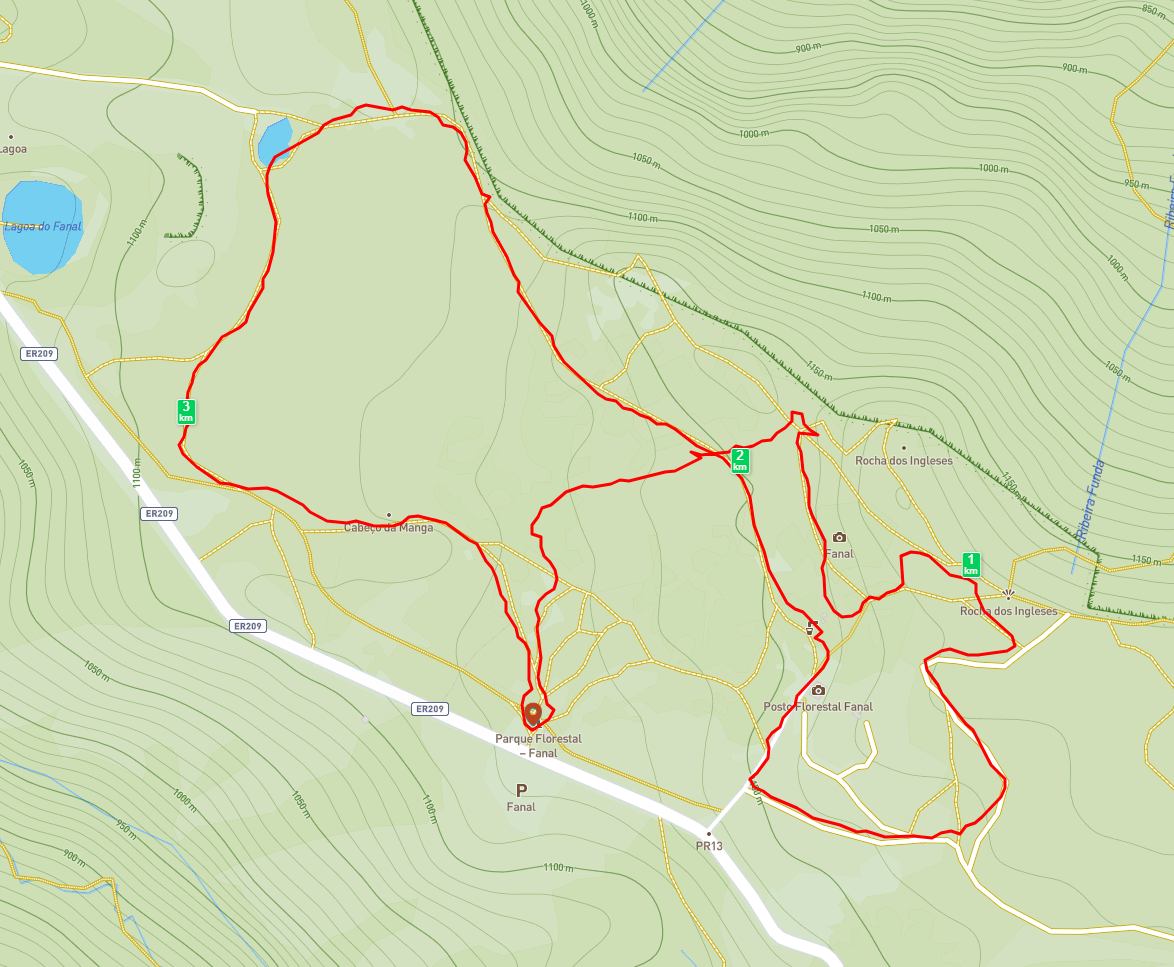 1000 m
850 m
900 m
900 m
Lagoa
1000 m
1050 m
1000 m
950 m
Lagoa do Fanal
1100 m
1100 m
1050 m
1000 m
1100 m
ER209
1150 m
1050 m
3
km
1050 m
1100 m
2
km
Rocha dos Ingleses
1150 m
Ribeira Funda
ER209
Cabeço da Manga
Fanal
1150 m
1
km
Rocha dos Ingleses
ER209
1050 m
ER209
Posto Florestal Fanal
Parque Florestal
– Fanal
P
Fanal
1000 m
1050 m
1100 m
950 m
PR13
900 m
1100 m